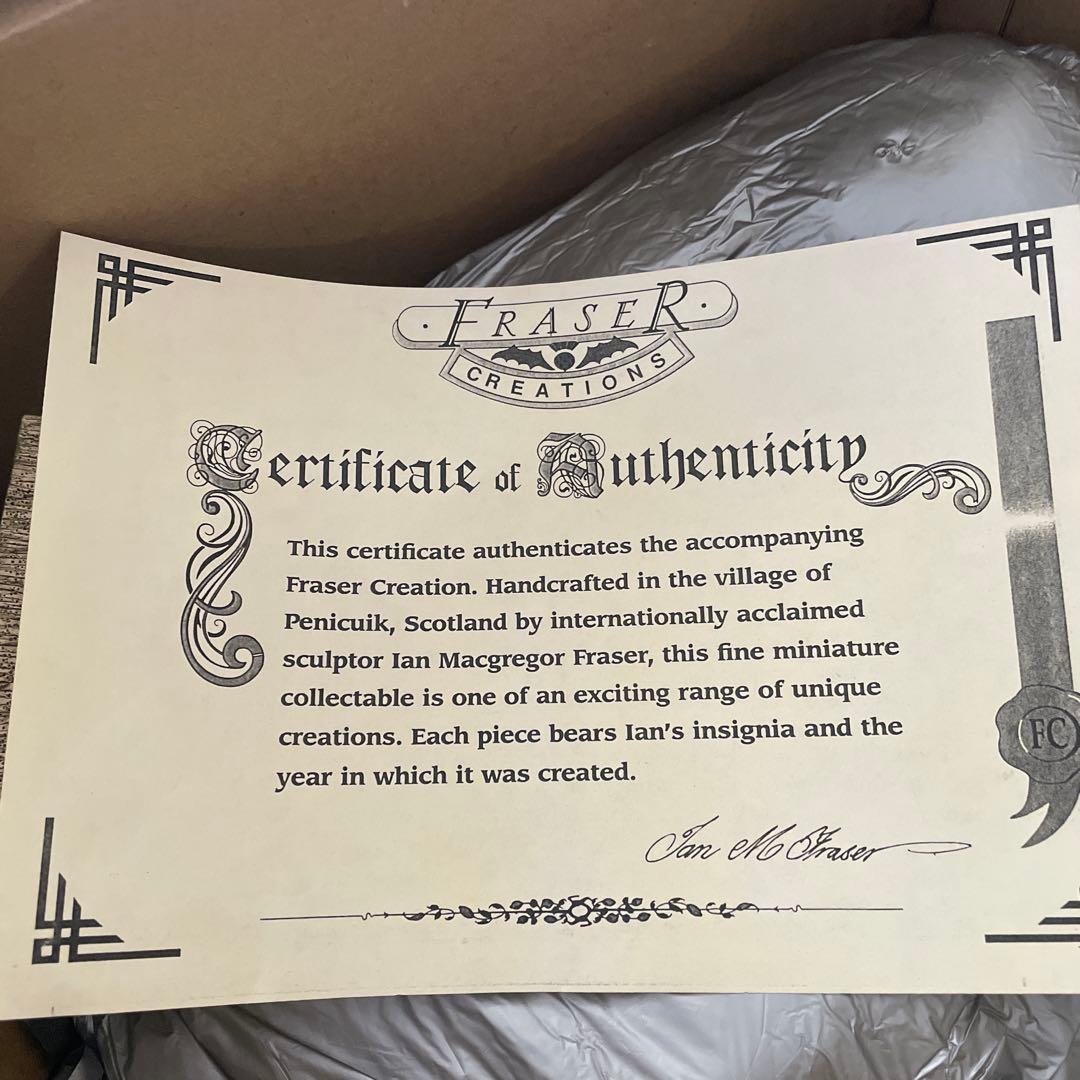 FRASER
CREATIONS
Certificate of Authenticity
This certificate authenticates the accompanying
Fraser Creation. Handcrafted in the village of
Penicuik, Scotland by internationally acclaimed
sculptor Ian Macgregor Fraser, this fine miniature
collectable is one of an exciting range of unique
creations. Each piece bears Ian's insignia and the
year in which it was created.
FC
Ian M Fraser